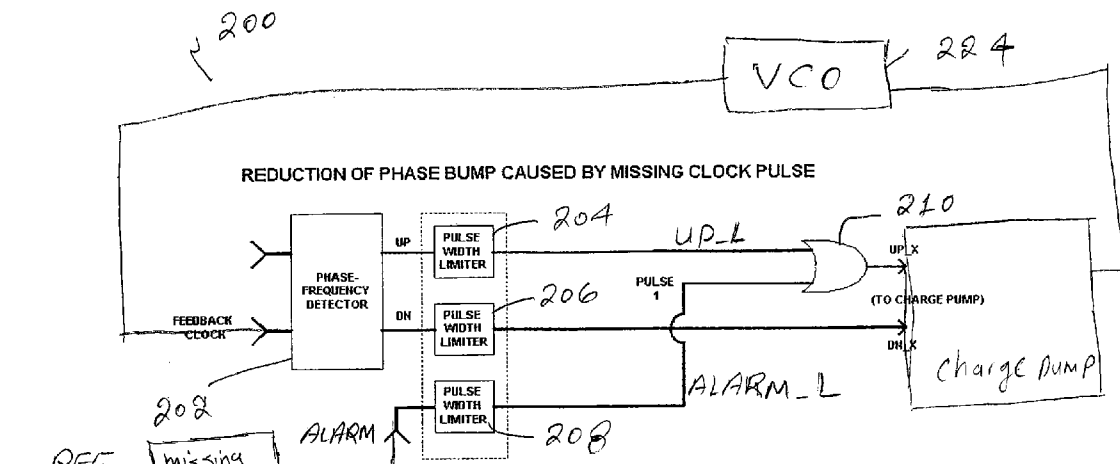 200
VCO
224
REDUCTION OF PHASE BUMP CAUSED BY MISSING CLOCK PULSE
204
210
UP
PULSE WIDTH LIMITER
UP_L
UP_X
PHASE-FREQUENCY DETECTOR
206
PULSE 1
(TO CHARGE PUMP)
FEEDBACK CLOCK
DN
PULSE WIDTH LIMITER
DN_X
Charge Pump
202
PULSE WIDTH LIMITER
ALARM_L
ALARM
208
REF
missing